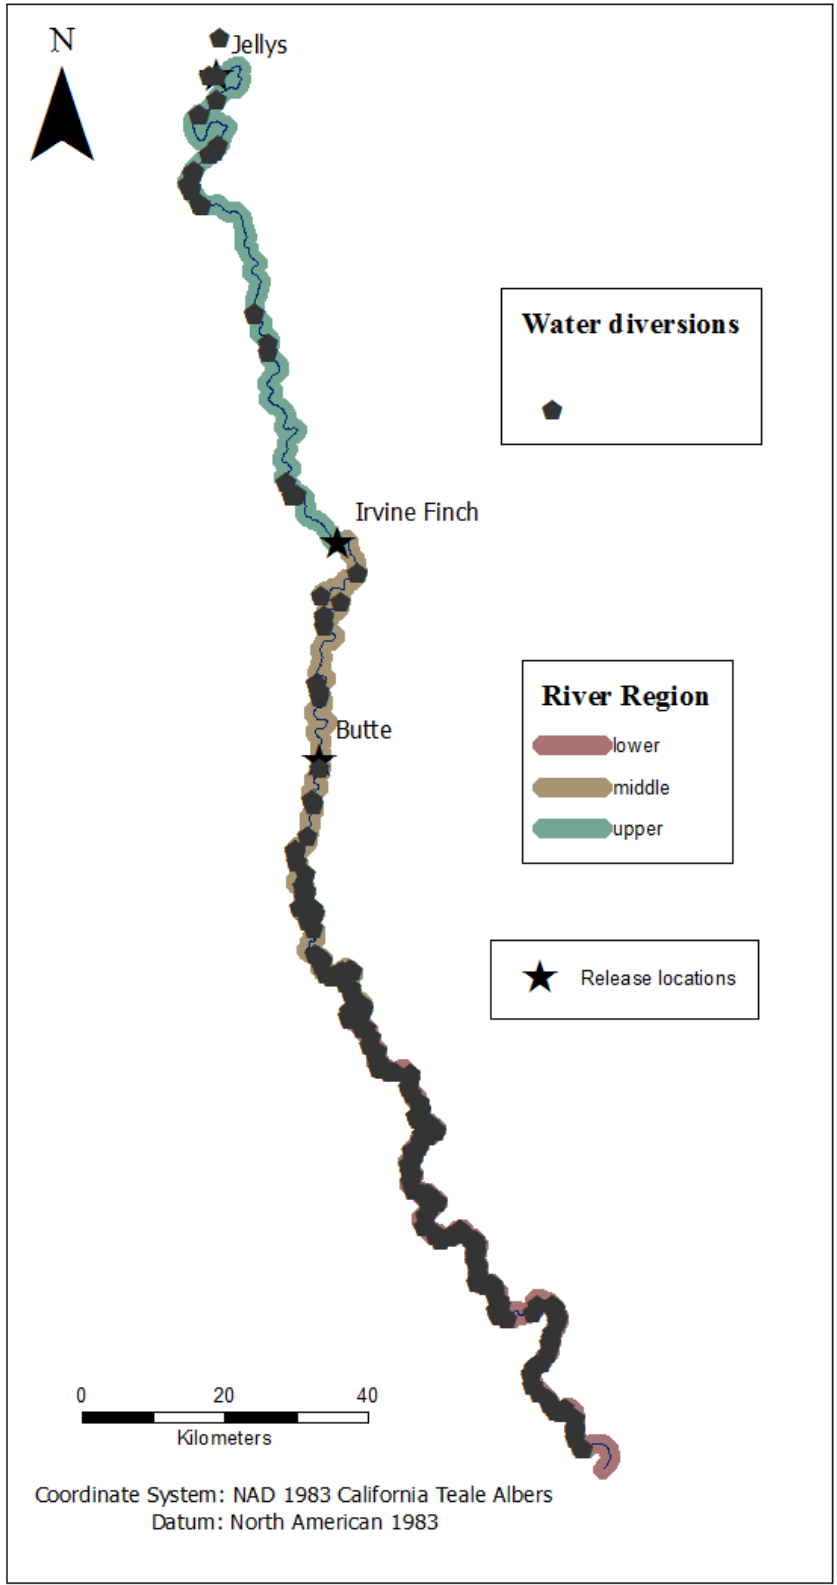 N
Jellys
Water diversions
Irvine Finch
River Region
lower
Butte
middle
upper
Release locations
0 20 40
Kilometers
Coordinate System: NAD 1983 California Teale Albers
Datum: North American 1983